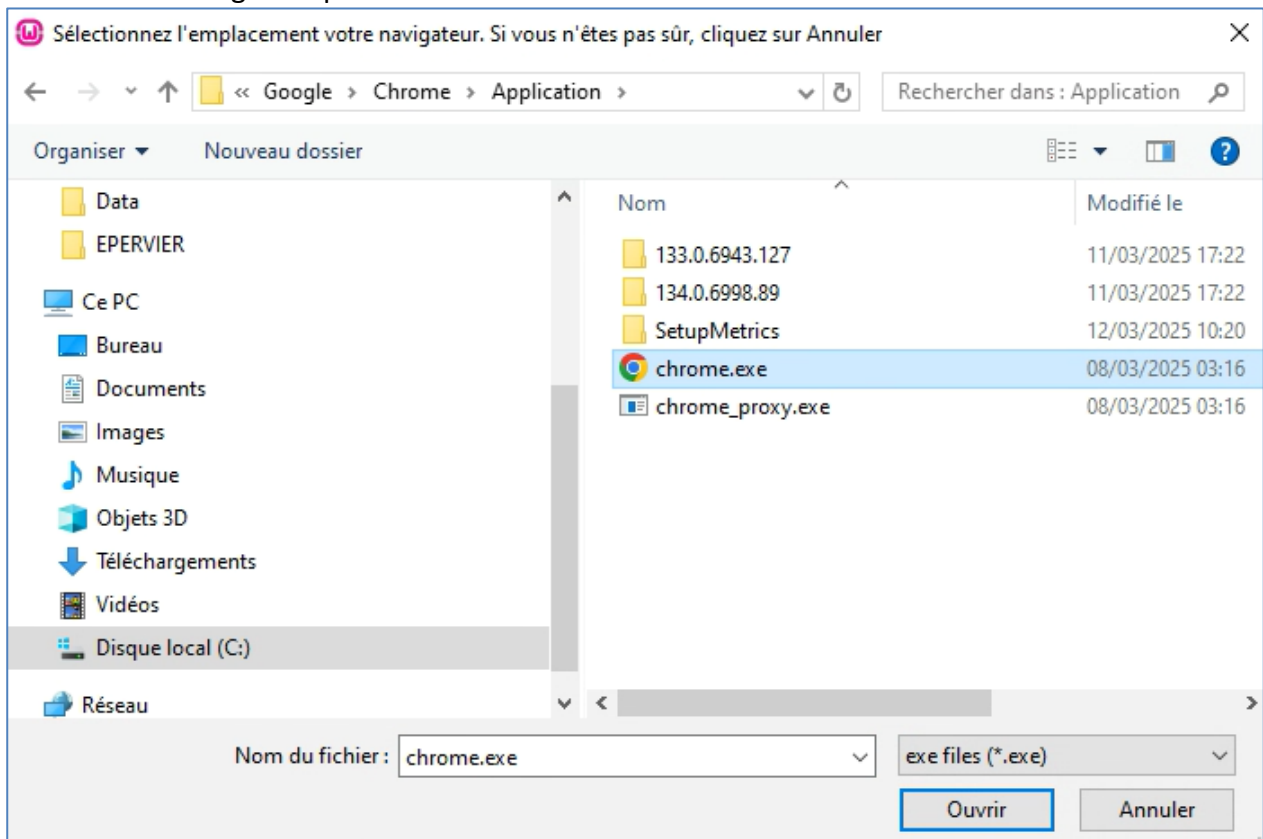 Sélectionnez l'emplacement votre navigateur. Si vous n'êtes pas sûr, cliquez sur Annuler
« Google › Chrome › Application ›
Rechercher dans : Application
Organiser
Nouveau dossier
Data
EPERVIER
Ce PC
Bureau
Documents
Images
Musique
Objets 3D
Téléchargements
Vidéos
Disque local (C:)
Réseau
Nom Modifié le
133.0.6943.127 11/03/2025 17:22
134.0.6998.89 11/03/2025 17:22
SetupMetrics 12/03/2025 10:20
chrome.exe 08/03/2025 03:16
chrome_proxy.exe 08/03/2025 03:16
Nom du fichier : chrome.exe
exe files (*.exe)
Ouvrir
Annuler